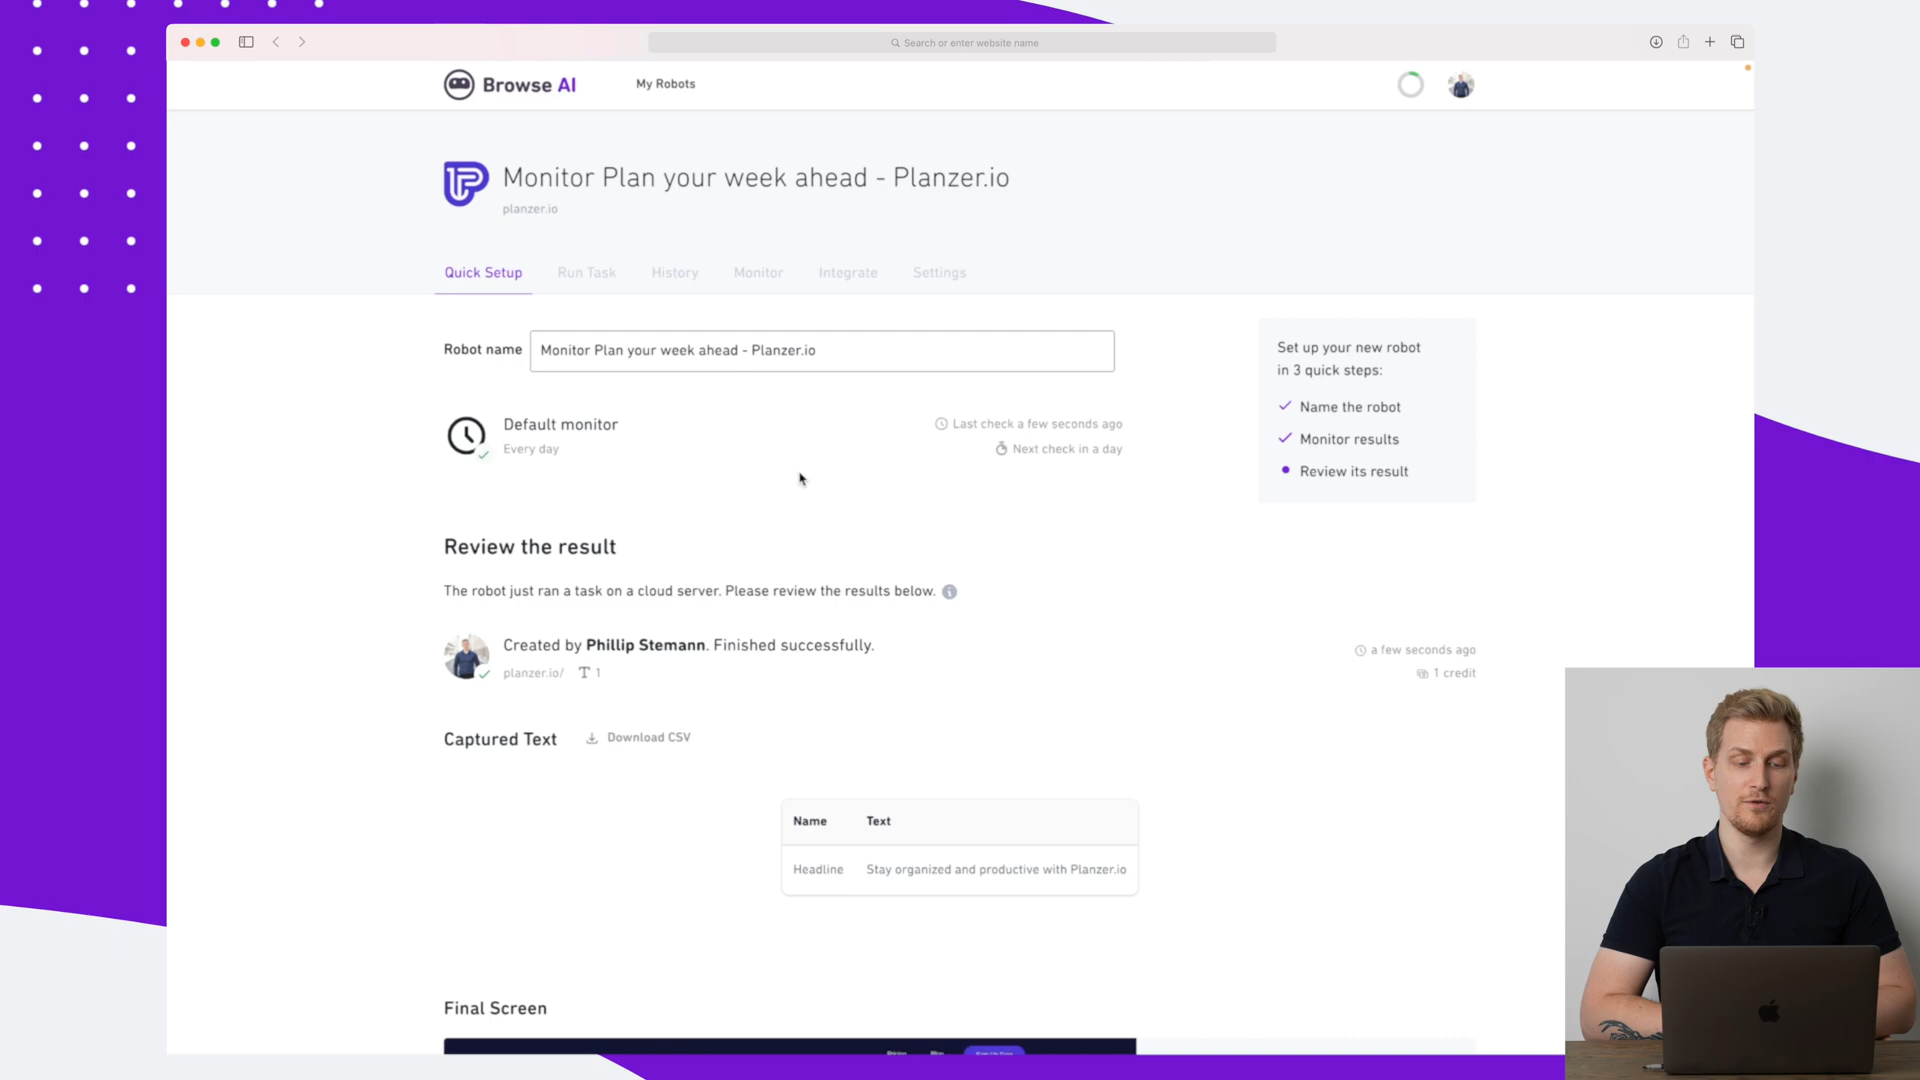 Search or enter website name
Browse AI
My Robots
Monitor Plan your week ahead - Planzer.io
planzer.io
Quick Setup
Run Task
History
Monitor
Integrate
Settings
Robot name
Monitor Plan your week ahead - Planzer.io
Default monitor
Every day
Last check a few seconds ago
Next check in a day
Set up your new robot
in 3 quick steps:
Name the robot
Monitor results
Review its result
Review the result
The robot just ran a task on a cloud server. Please review the results below.
Created by Phillip Stemann. Finished successfully.
planzer.io/
1
a few seconds ago
1 credit
Captured Text
Download CSV
Name Text
Headline Stay organized and productive with Planzer.io
Final Screen